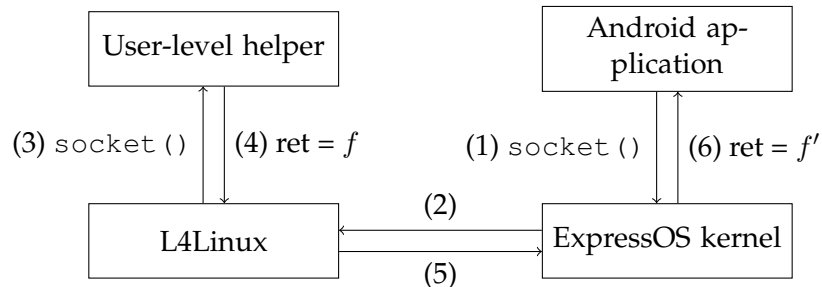 User-level helper
Android ap-
plication
(3) socket()
(4) ret = f
(1) socket()
(6) ret = f′
(2)
L4Linux
ExpressOS kernel
(5)